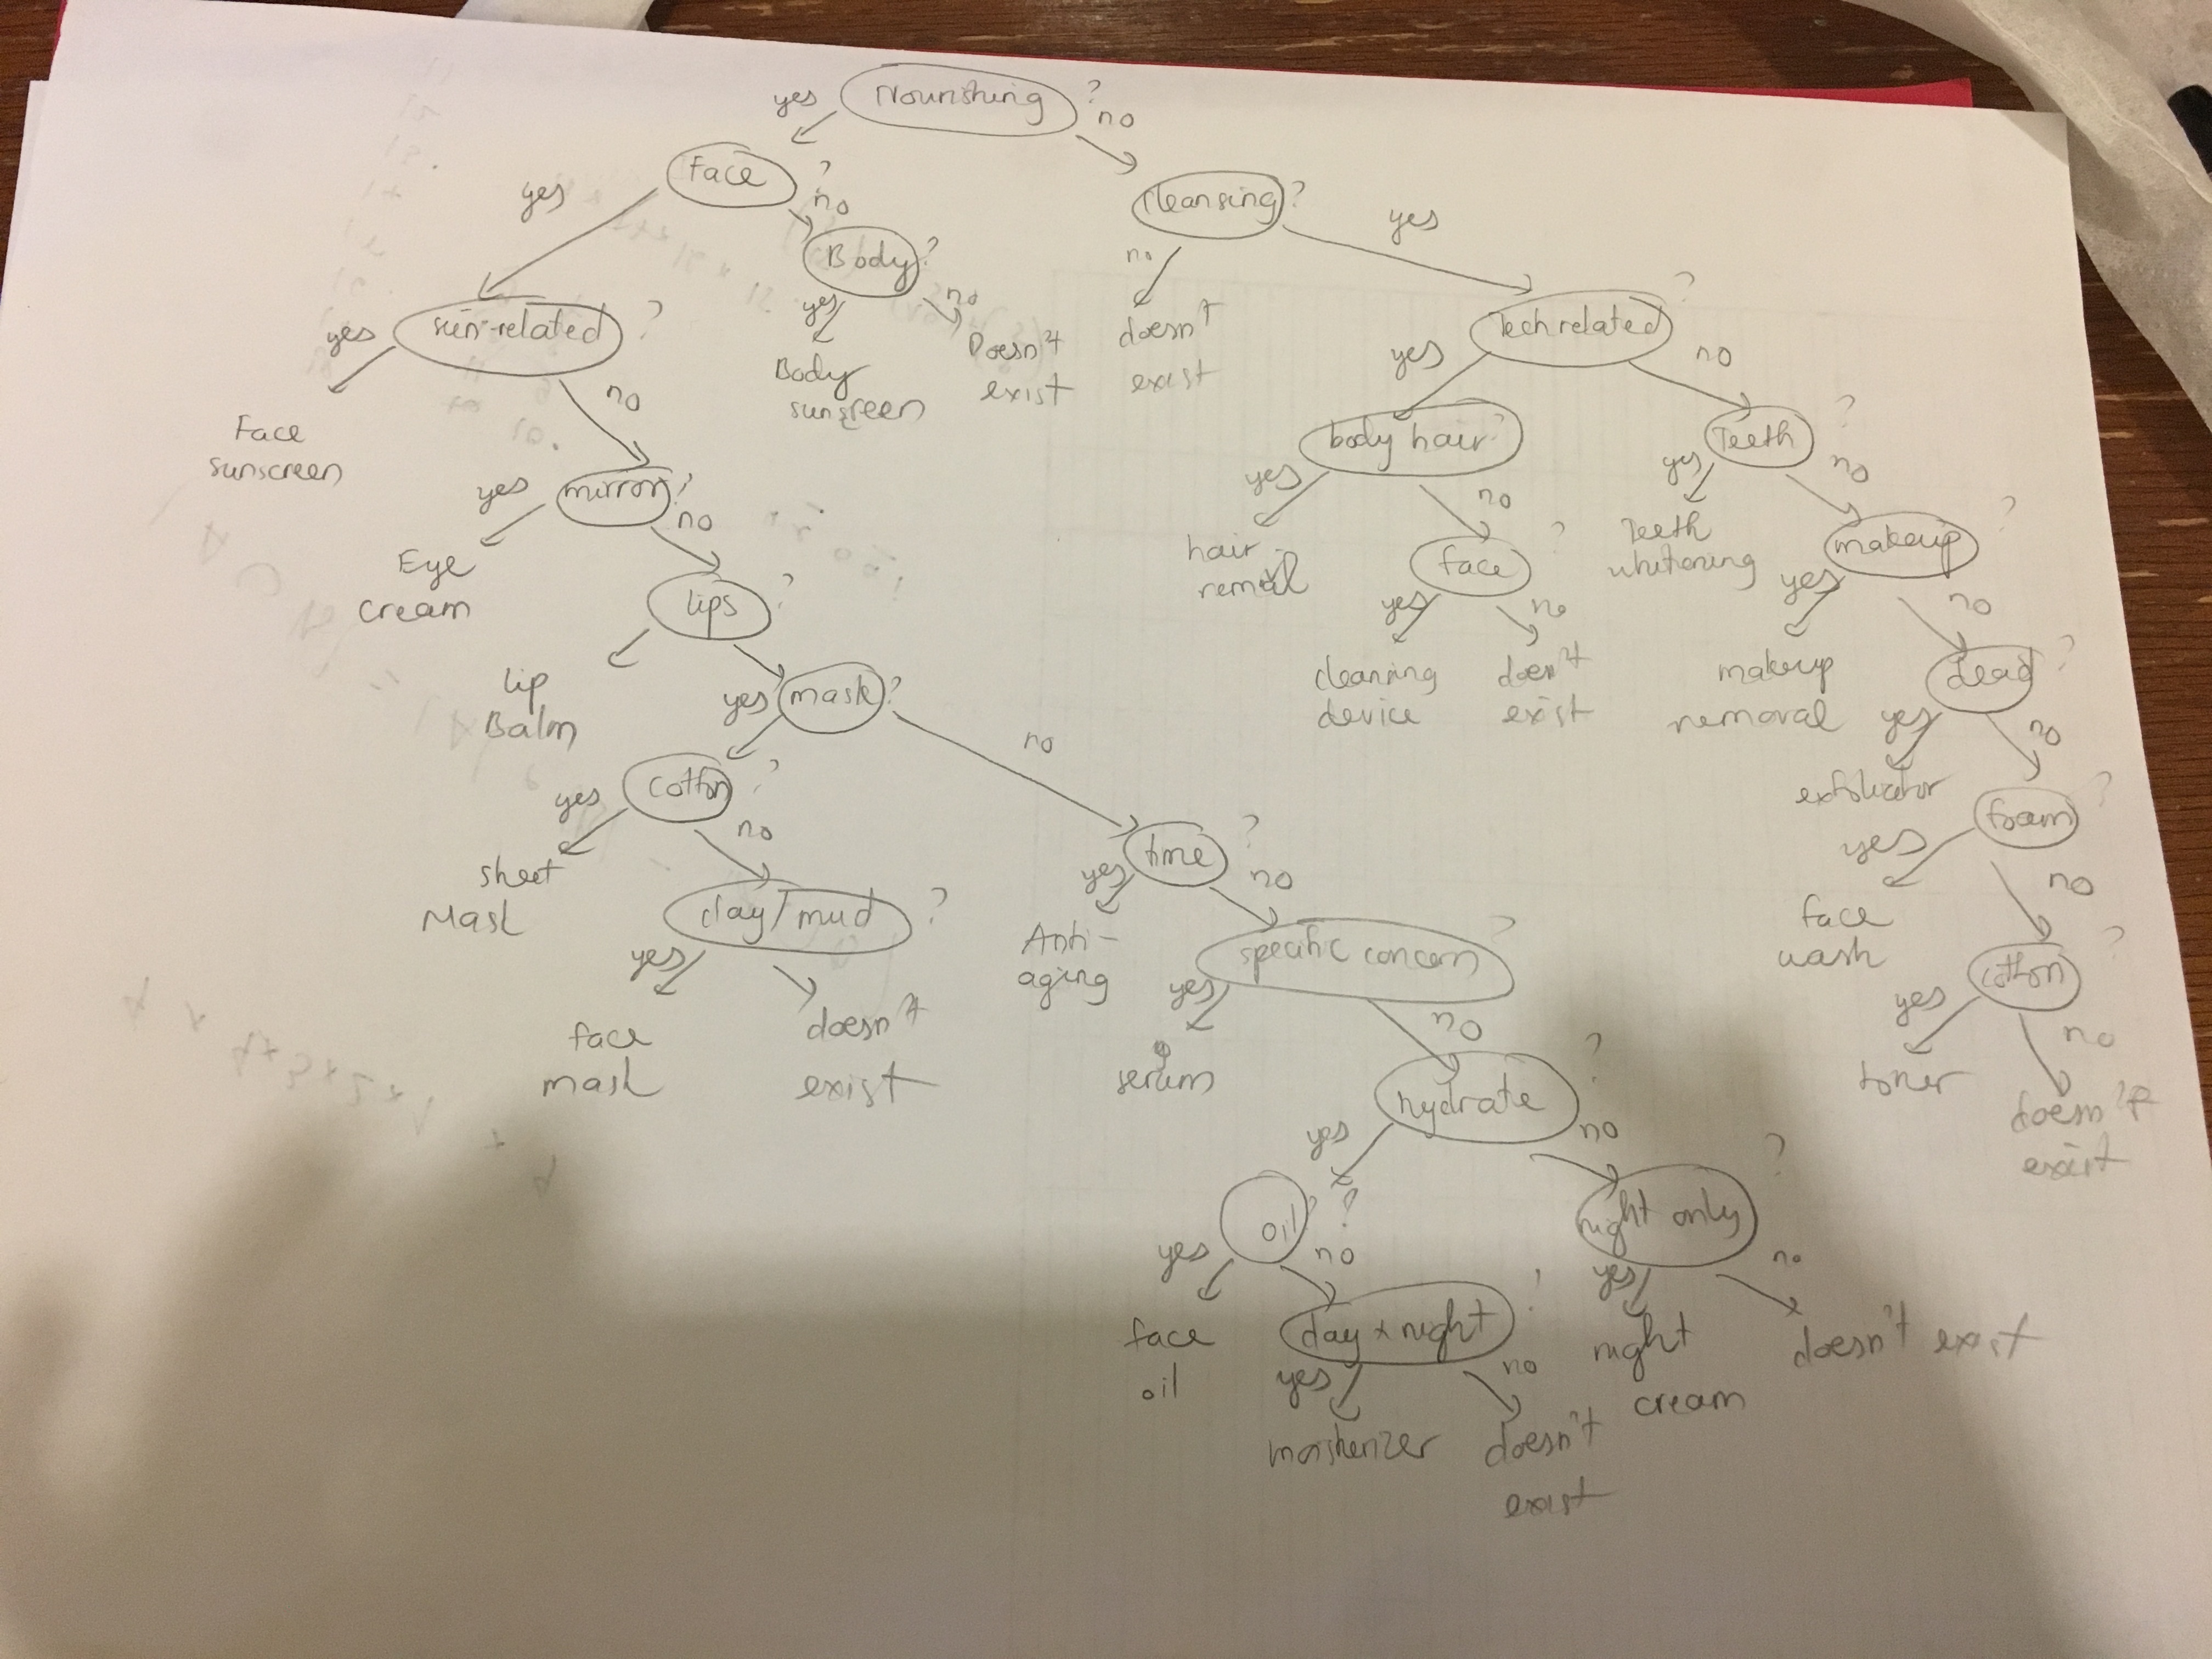 Nourishing ?
yes
no
Face ?
yes
no
Cleansing ?
no
yes
Body ?
yes
no
Body
sunscreen
Doesn't
exist
doesn't
exist
sun-related ?
yes
no
Face
sunscreen
mirror ?
yes
no
Eye
cream
lips ?
Lip
Balm
mask ?
yes
no
cotton ?
yes
no
sheet
Mask
clay/mud ?
yes
face
mask
doesn't
exist
time ?
yes
no
Anti-
aging
specific concern ?
yes
no
serum
hydrate ?
yes
no
oil ?
?
yes
no
face
oil
day + night ?
yes
no
moisterizer
doesn't
exist
night only ?
yes
no
night
cream
doesn't exist
Tech related ?
yes
no
body hair ?
yes
no
hair
removal
face ?
yes
no
cleaning
device
doesn't
exist
Teeth ?
yes
no
Teeth
whitening
makeup ?
yes
no
makeup
removal
dead ?
yes
no
exfoliator
foam ?
yes
no
face
wash
cotton ?
yes
no
toner
doesn't
exist